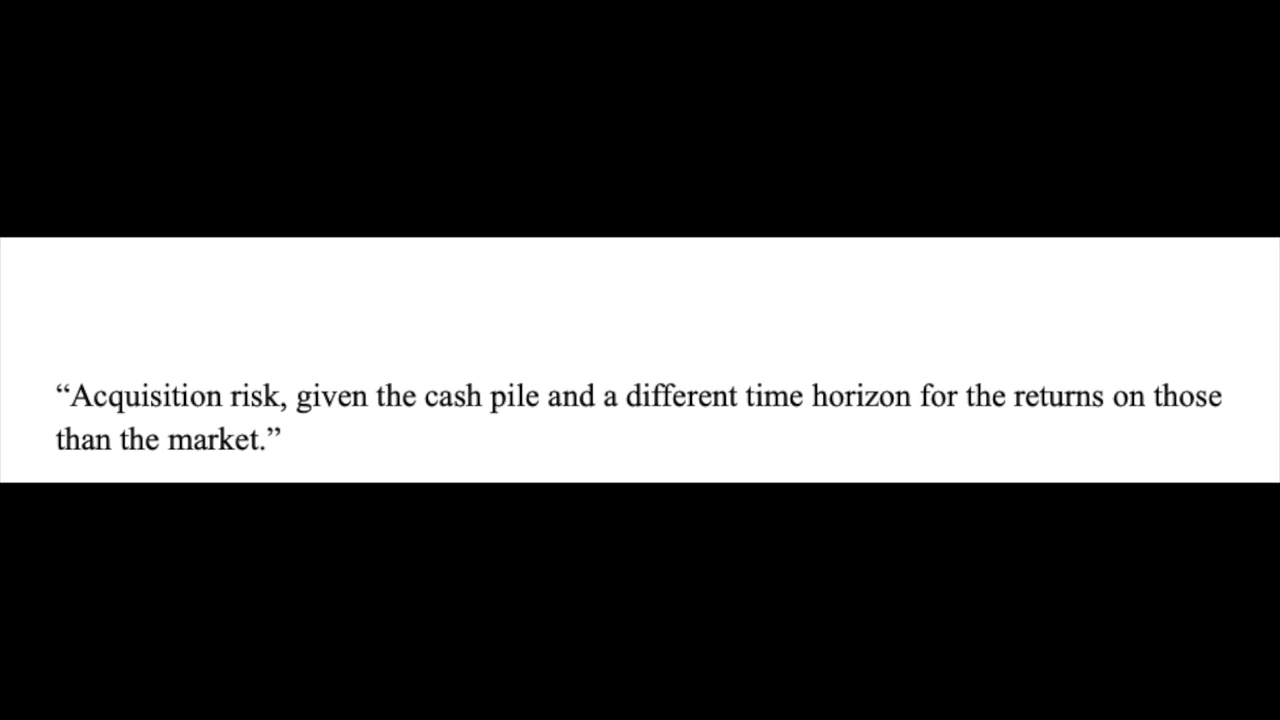 “Acquisition risk, given the cash pile and a different time horizon for the returns on those
than the market.”